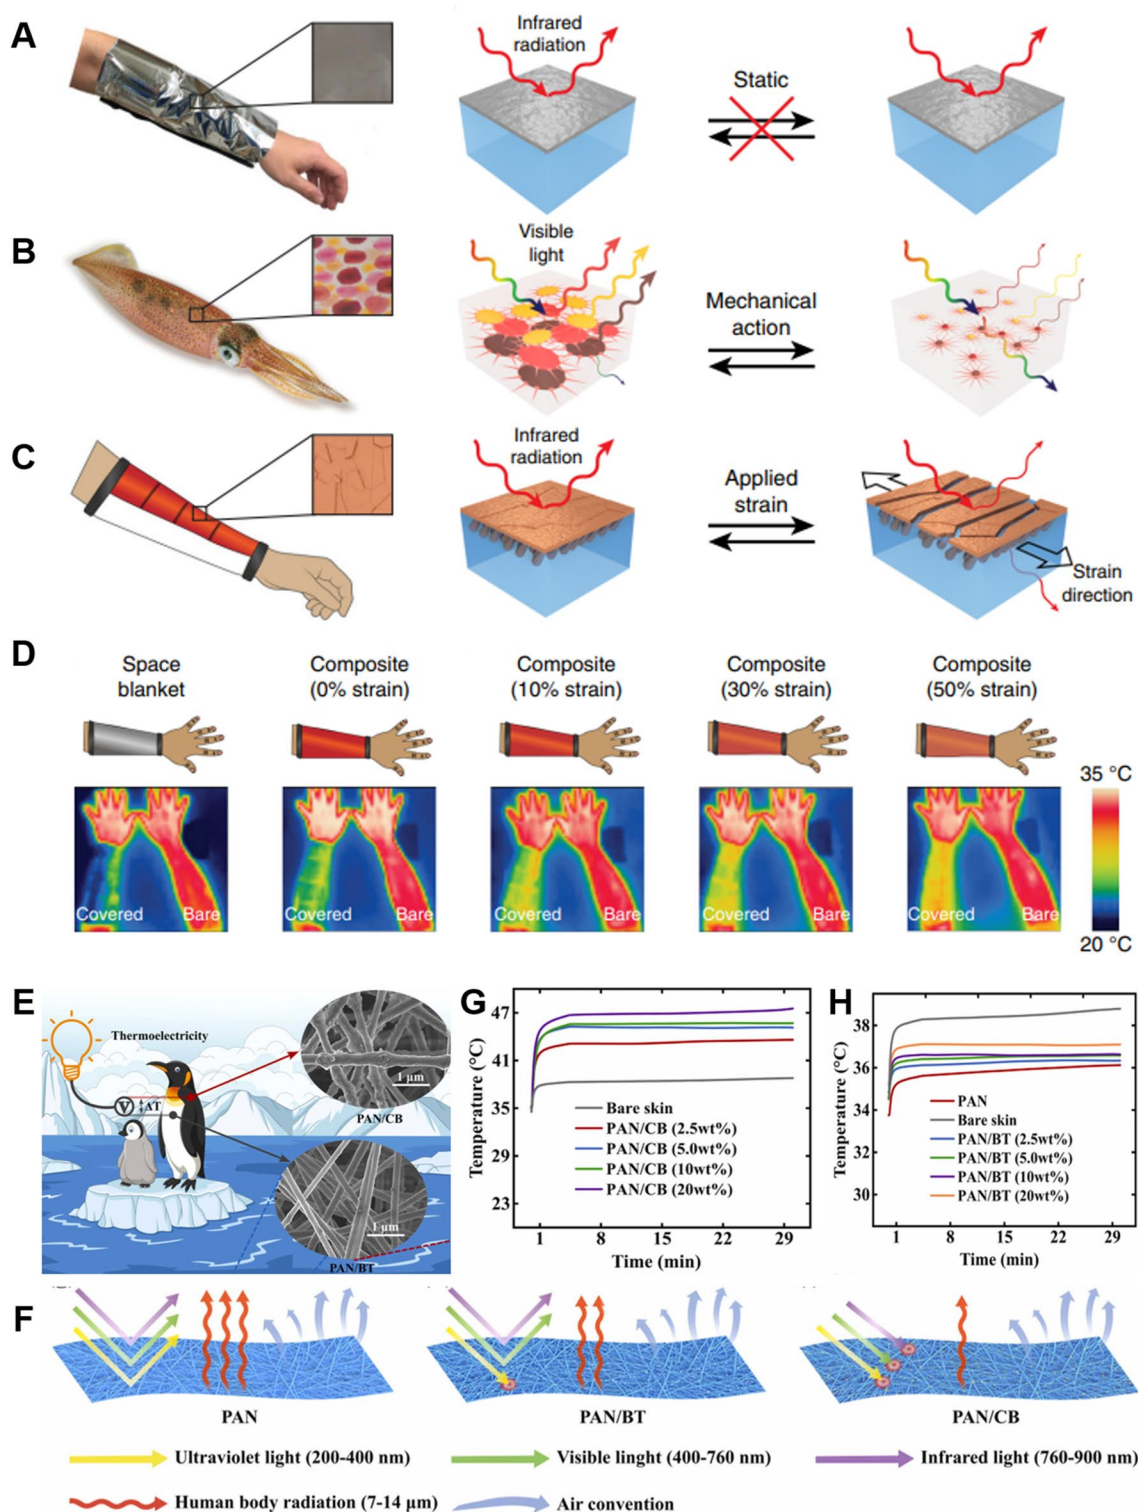 A
Infrared
radiation
Static
B
Visible
light
Mechanical
action
C
Infrared
radiation
Applied
strain
Strain
direction
D
Space
blanket
Composite
(0% strain)
Composite
(10% strain)
Composite
(30% strain)
Composite
(50% strain)
35 °C
Covered Bare
Covered Bare
Covered Bare
Covered Bare
Covered Bare
20 °C
E
Thermoelectricity
V
ΔT
1 μm
PAN/CB
1 μm
PAN/BT
G
Temperature (°C)
47
41
35
29
23
Bare skin
PAN/CB (2.5wt%)
PAN/CB (5.0wt%)
PAN/CB (10wt%)
PAN/CB (20wt%)
1 8 15 22 29
Time (min)
H
Temperature (°C)
38
36
34
32
30
PAN
Bare skin
PAN/BT (2.5wt%)
PAN/BT (5.0wt%)
PAN/BT (10wt%)
PAN/BT (20wt%)
1 8 15 22 29
Time (min)
F
PAN
PAN/BT
PAN/CB
Ultraviolet light (200-400 nm)
Visible linght (400-760 nm)
Infrared light (760-900 nm)
Human body radiation (7-14 μm)
Air convention